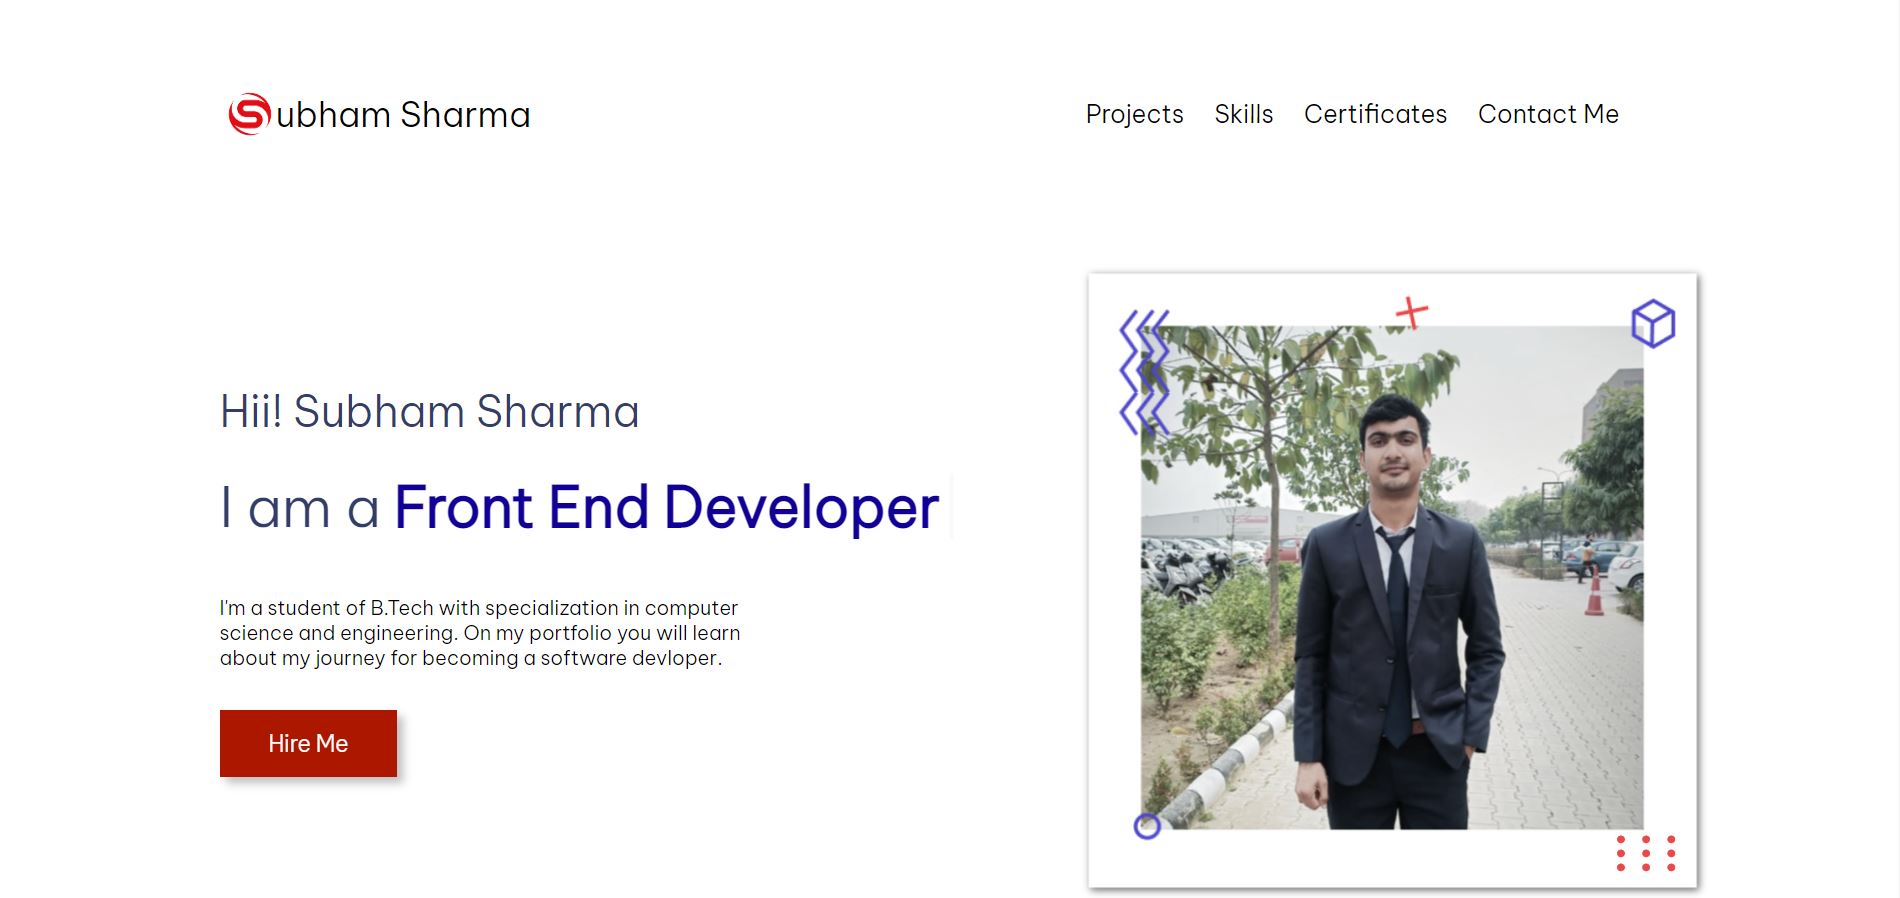 Subham Sharma
Projects Skills Certificates Contact Me
Hii! Subham Sharma
I am a Front End Developer
I'm a student of B.Tech with specialization in computer
science and engineering. On my portfolio you will learn
about my journey for becoming a software devloper.
Hire Me